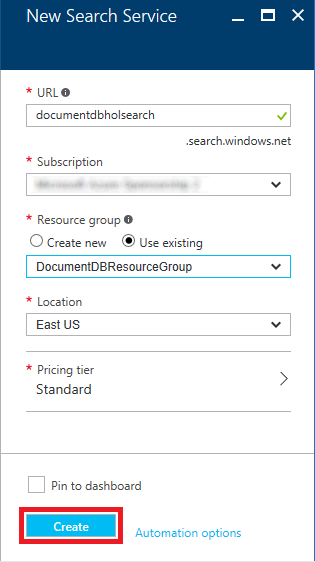 New Search Service
* URL
documentdbholsearch
.search.windows.net
* Subscription
* Resource group
Create new Use existing
DocumentDBResourceGroup
* Location
East US
* Pricing tier
Standard
Pin to dashboard
Create
Automation options